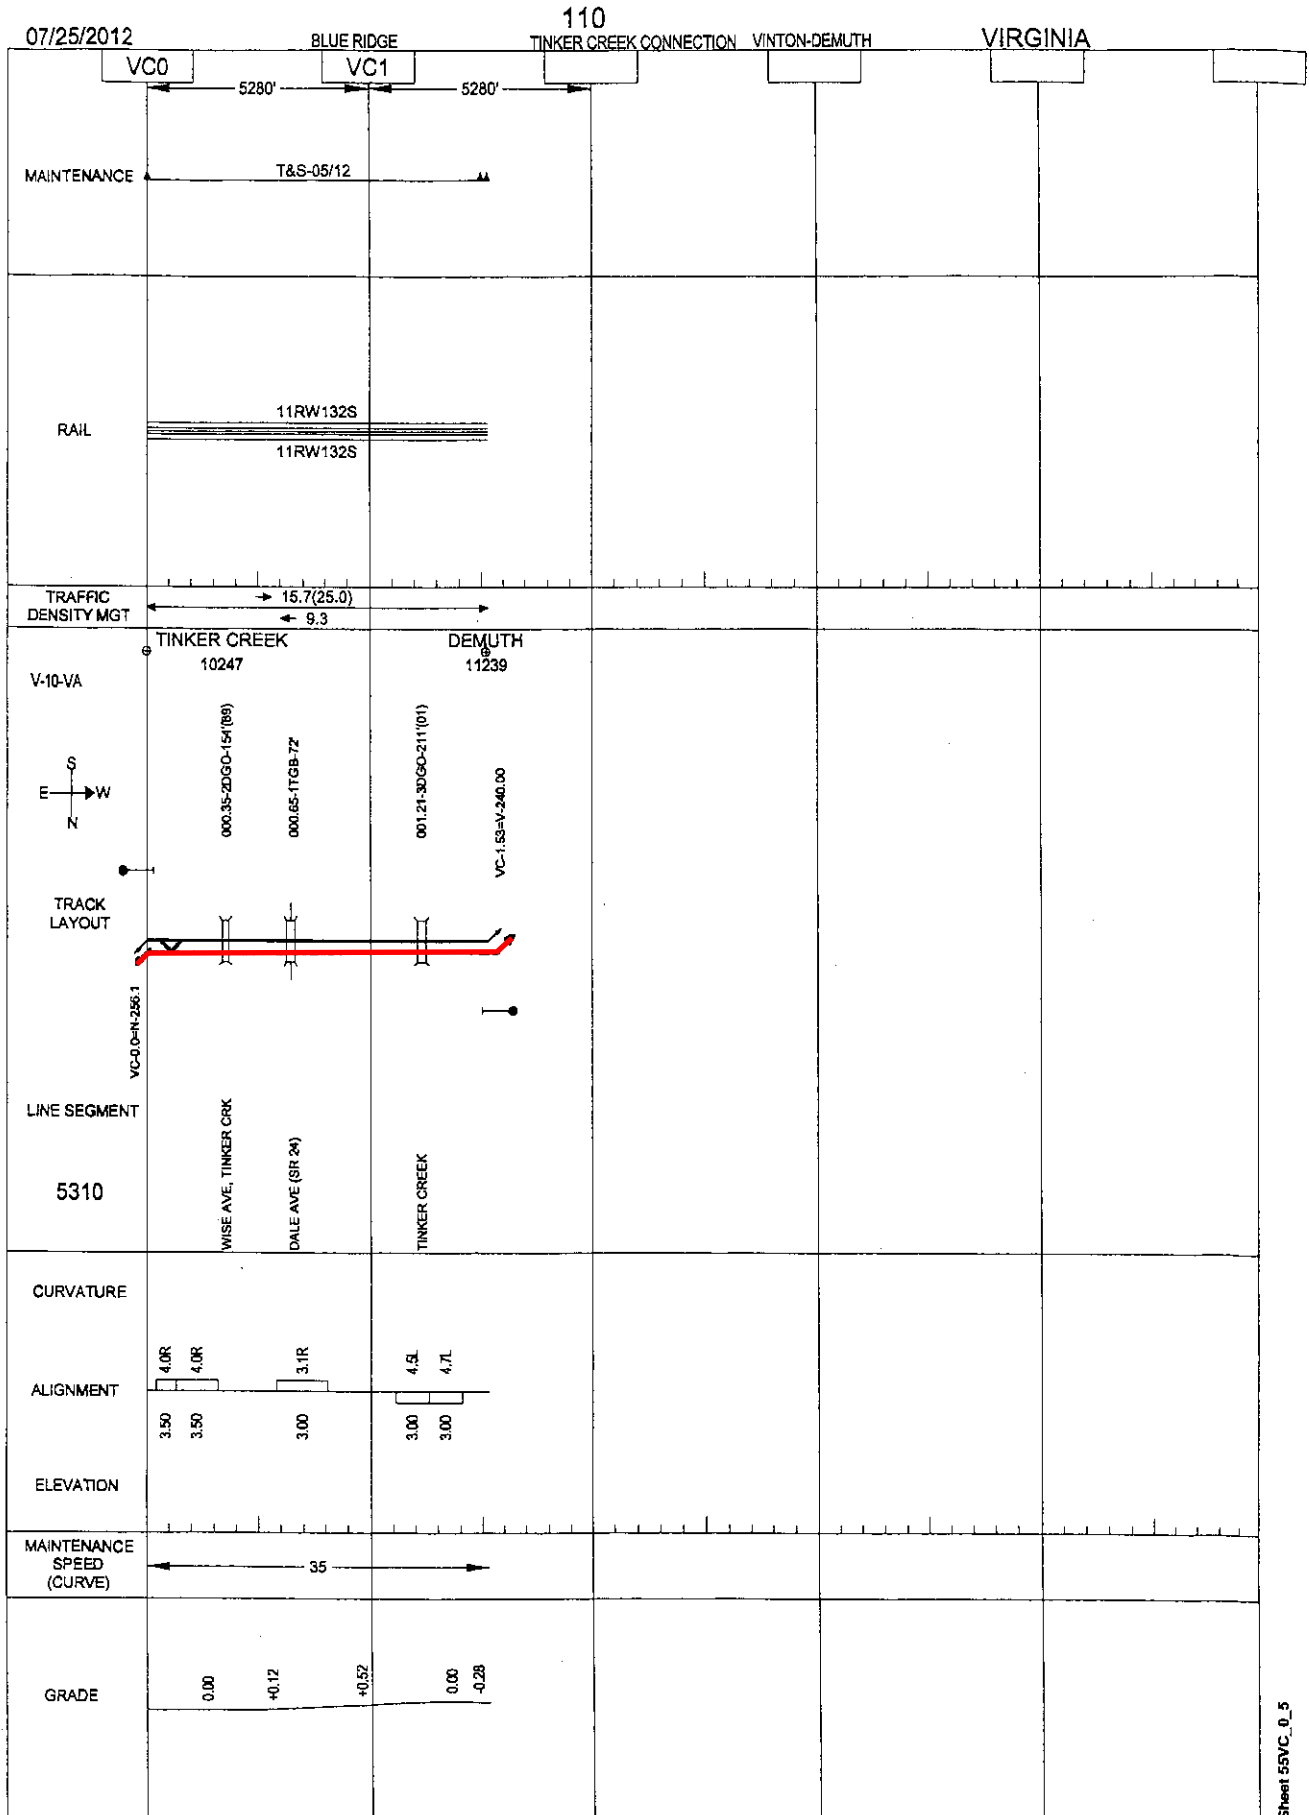 110
07/25/2012
BLUE RIDGE
TINKER CREEK CONNECTION
VINTON-DEMUTH
VIRGINIA
VC0
VC1
5280'
5280'
MAINTENANCE
T&S-05/12
RAIL
11RW132S
11RW132S
TRAFFIC
DENSITY MGT
15.7(25.0)
9.3
TINKER CREEK
10247
DEMUTH
11239
V-10-VA
000.35-2DGO-154'(89)
000.65-1TGB-72'
001.21-3DGO-211'(01)
VC-1.53=V-240.00
S
E
W
N
TRACK
LAYOUT
VC-0.0=N-256.1
LINE SEGMENT
5310
WISE AVE, TINKER CRK
DALE AVE (SR 24)
TINKER CREEK
CURVATURE
4.0R
4.0R
3.1R
4.5L
4.7L
ALIGNMENT
3.50
3.50
3.00
3.00
3.00
ELEVATION
MAINTENANCE
SPEED
(CURVE)
35
GRADE
0.00
+0.12
+0.52
0.00
-0.28
Sheet 55VC_0_5